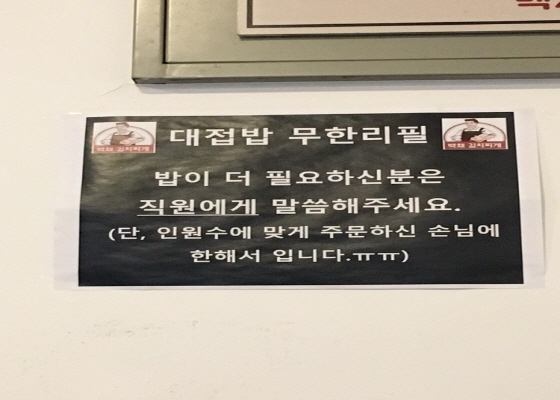 대접밥 무한리필
밥이 더 필요하신분은
직원에게 말씀해주세요.
(단, 인원수에 맞게 주문하신 손님에
한해서 입니다.ㅠㅠ)